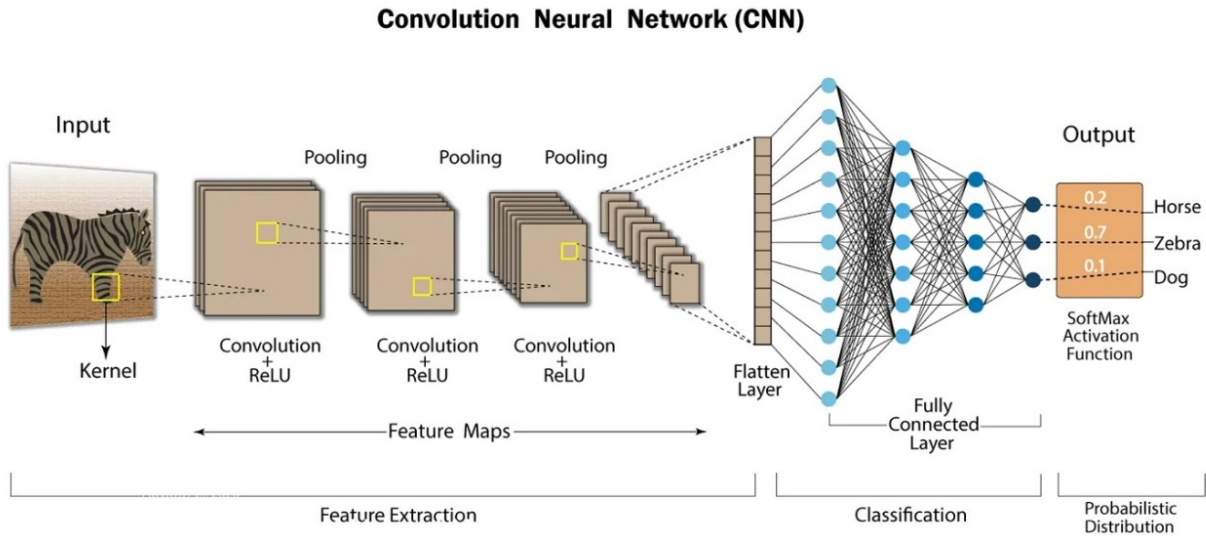 Convolution Neural Network (CNN)
Input
Pooling
Pooling
Pooling
Output
0.2
Horse
0.7
Zebra
0.1
Dog
Kernel
Convolution
+
ReLU
Convolution
+
ReLU
Convolution
+
ReLU
Flatten
Layer
SoftMax
Activation
Function
Feature Maps
Fully
Connected
Layer
Feature Extraction
Classification
Probabilistic
Distribution